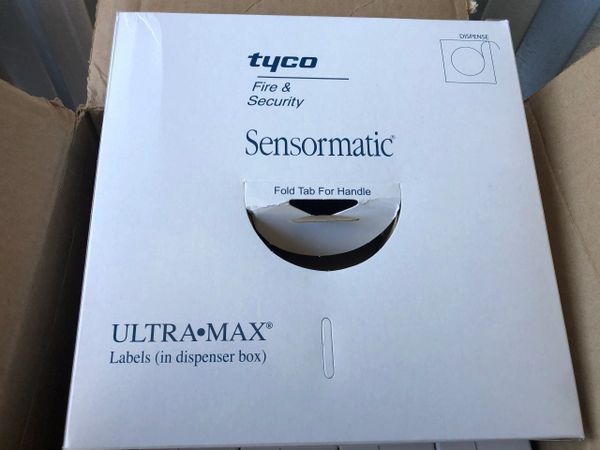 DISPENSE
tyco
Fire &
Security
Sensormatic®
Fold Tab For Handle
ULTRA•MAX®
Labels (in dispenser box)